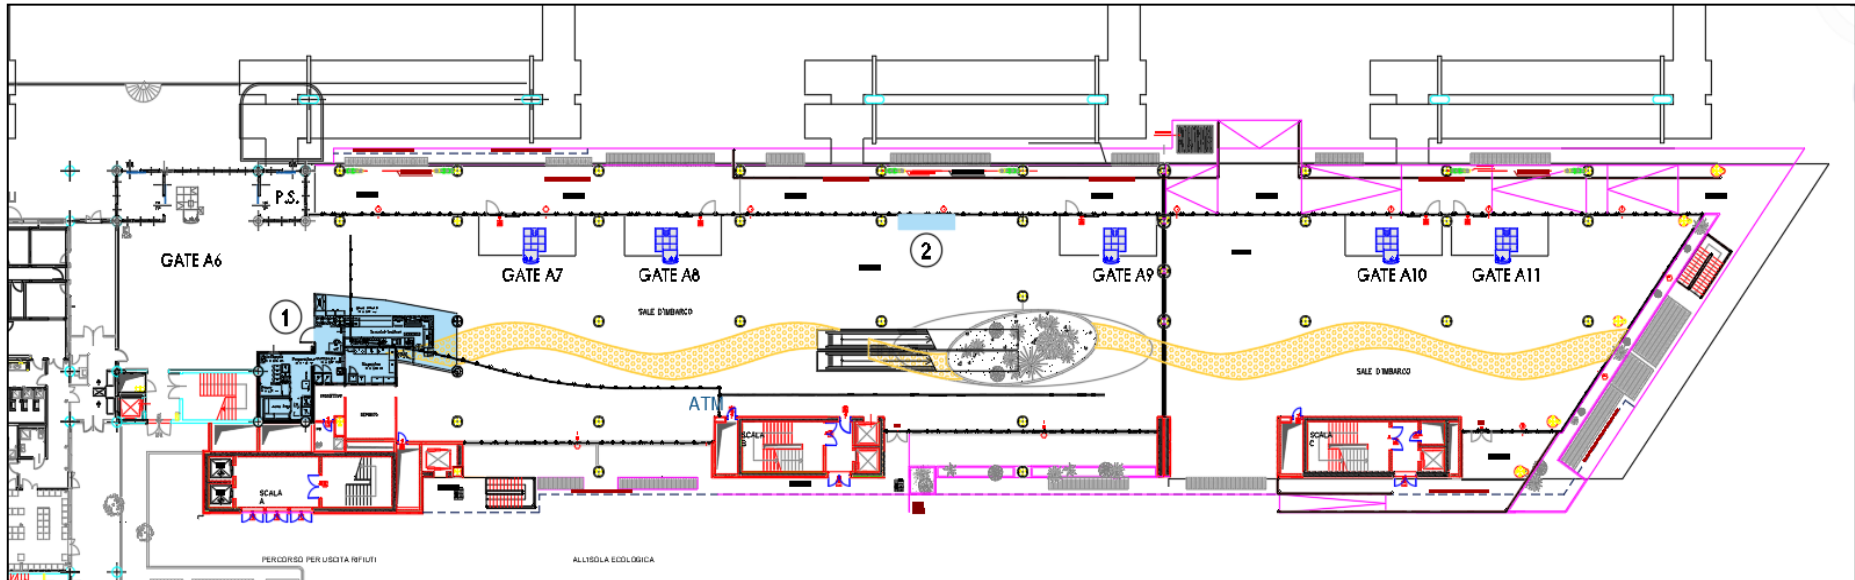 P.S.
GATE A6
GATE A7
GATE A8
2
GATE A9
GATE A10
GATE A11
1
SALE D'IMBARCO
SALE D'IMBARCO
ATM
SCALA
B
SCALA
C
SCALA
A
PERCORSO PER USCITA RIFIUTI
ALL'ISOLA ECOLOGICA